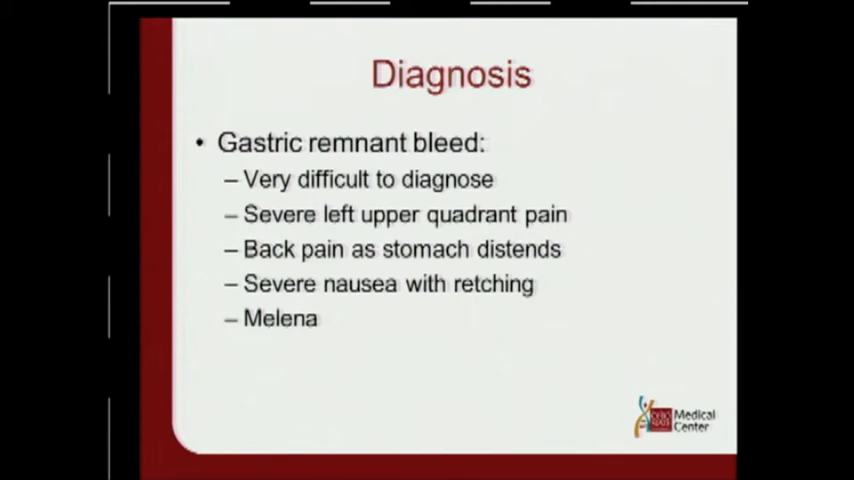 Diagnosis
• Gastric remnant bleed:
– Very difficult to diagnose
– Severe left upper quadrant pain
– Back pain as stomach distends
– Severe nausea with retching
– Melena
Medical
Center